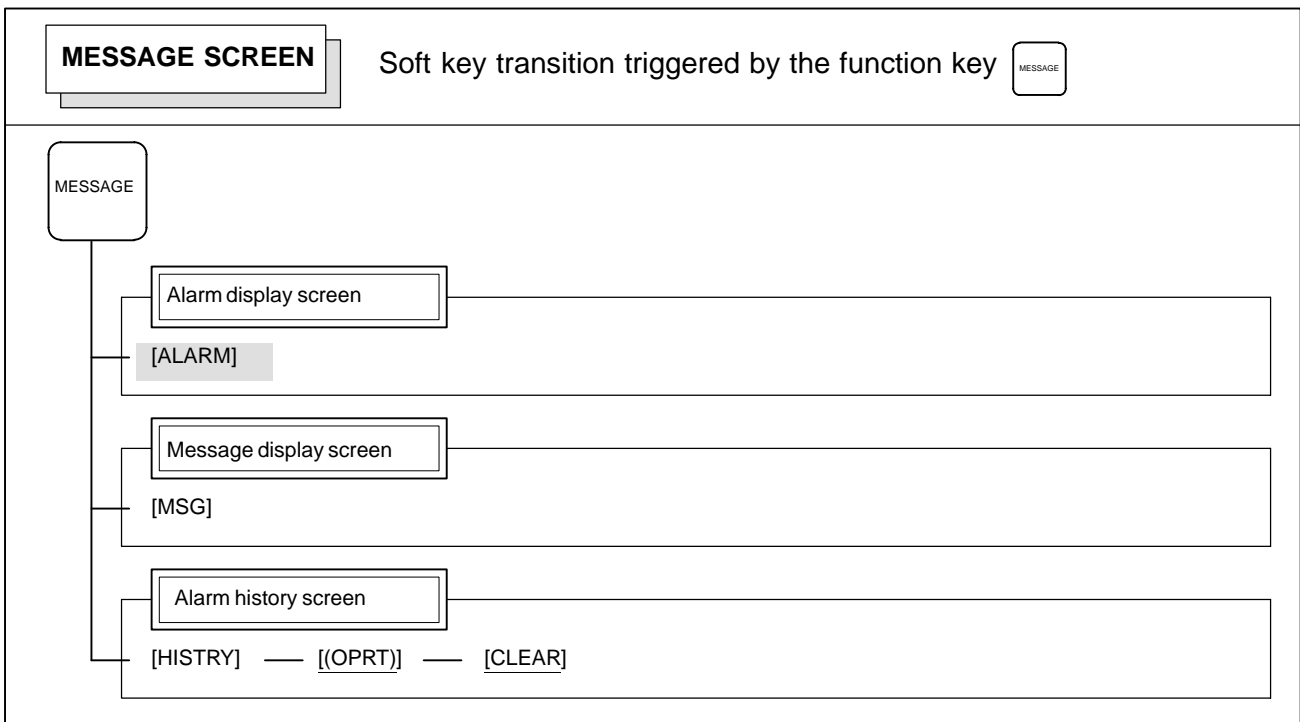 MESSAGE SCREEN
Soft key transition triggered by the function key MESSAGE
MESSAGE
Alarm display screen
[ALARM]
Message display screen
[MSG]
Alarm history screen
[HISTRY] [(OPRT)] [CLEAR]